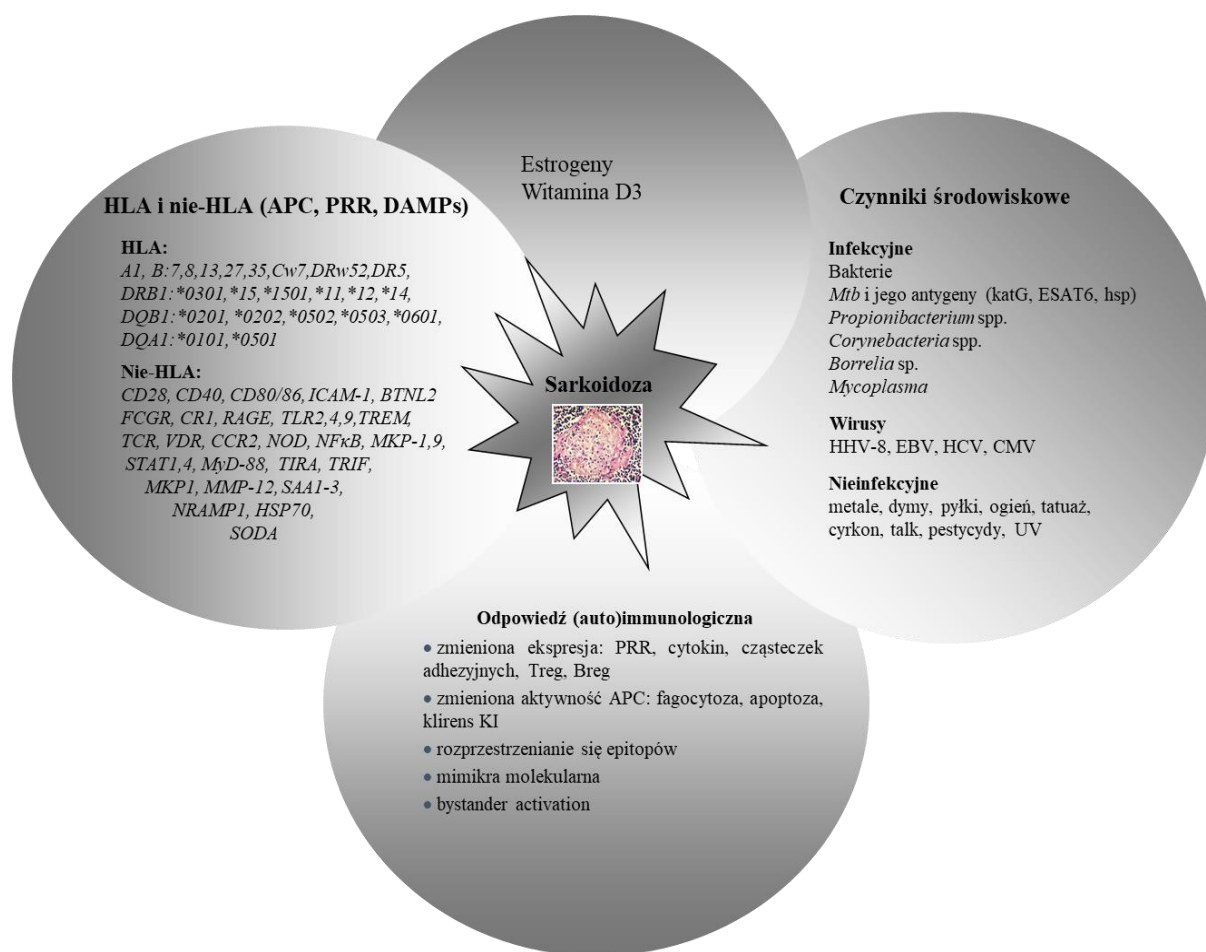 Estrogeny
Witamina D3
HLA i nie-HLA (APC, PRR, DAMPs)
HLA:
A1, B:7,8,13,27,35,Cw7,DRw52,DR5,
DRB1:*0301,*15,*1501,*11,*12,*14,
DQB1:*0201, *0202,*0502,*0503,*0601,
DQA1:*0101,*0501
Nie-HLA:
CD28, CD40, CD80/86, ICAM-1, BTNL2
FCGR, CR1, RAGE, TLR2,4,9,TREM,
TCR, VDR, CCR2, NOD, NFκB, MKP-1,9,
STAT1,4, MyD-88, TIRA, TRIF,
MKP1, MMP-12, SAA1-3,
NRAMP1, HSP70,
SODA
Sarkoidoza
Czynniki środowiskowe
Infekcyjne
Bakterie
Mtb i jego antygeny (katG, ESAT6, hsp)
Propionibacterium spp.
Corynebacteria spp.
Borrelia sp.
Mycoplasma
Wirusy
HHV-8, EBV, HCV, CMV
Nieinfekcyjne
metale, dymy, pyłki, ogień, tatuaż,
cyrkon, talk, pestycydy, UV
Odpowiedź (auto)immunologiczna
• zmieniona ekspresja: PRR, cytokin, cząsteczek
adhezyjnych, Treg, Breg
• zmieniona aktywność APC: fagocytoza, apoptoza,
klirens KI
• rozprzestrzenianie się epitopów
• mimikra molekularna
• bystander activation